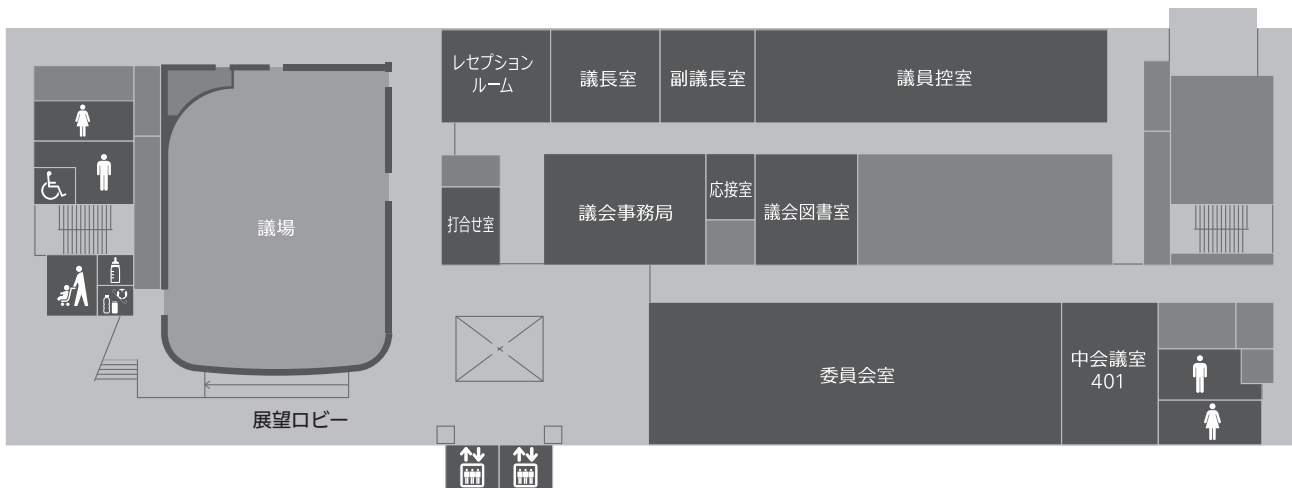 レセプション
ルーム
議長室
副議長室
議員控室
議場
打合せ室
議会事務局
応接室
議会図書室
委員会室
中会議室
401
展望ロビー